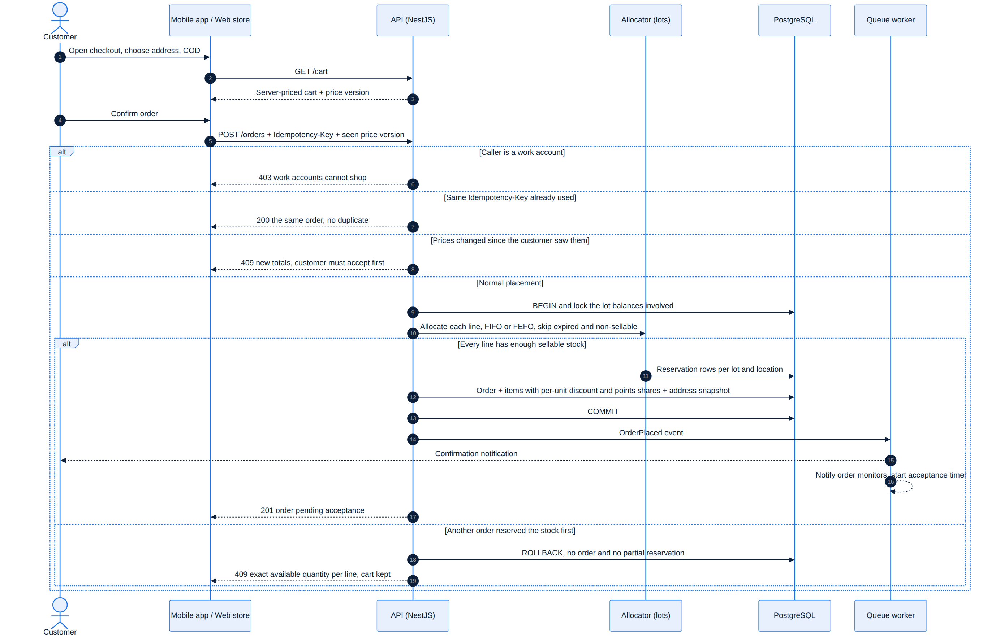 Customer
Mobile app / Web store
API (NestJS)
Allocator (lots)
PostgreSQL
Queue worker
Open checkout, choose address, COD
1
GET /cart
2
Server-priced cart + price version
3
Confirm order
4
POST /orders + Idempotency-Key + seen price version
5
alt
[Caller is a work account]
403 work accounts cannot shop
6
[Same Idempotency-Key already used]
200 the same order, no duplicate
7
[Prices changed since the customer saw them]
409 new totals, customer must accept first
8
[Normal placement]
BEGIN and lock the lot balances involved
9
Allocate each line, FIFO or FEFO, skip expired and non-sellable
10
alt
[Every line has enough sellable stock]
Reservation rows per lot and location
11
Order + items with per-unit discount and points shares + address snapshot
12
COMMIT
13
OrderPlaced event
14
Confirmation notification
15
Notify order monitors, start acceptance timer
16
201 order pending acceptance
17
[Another order reserved the stock first]
ROLLBACK, no order and no partial reservation
18
409 exact available quantity per line, cart kept
19
Customer
Mobile app / Web store
API (NestJS)
Allocator (lots)
PostgreSQL
Queue worker